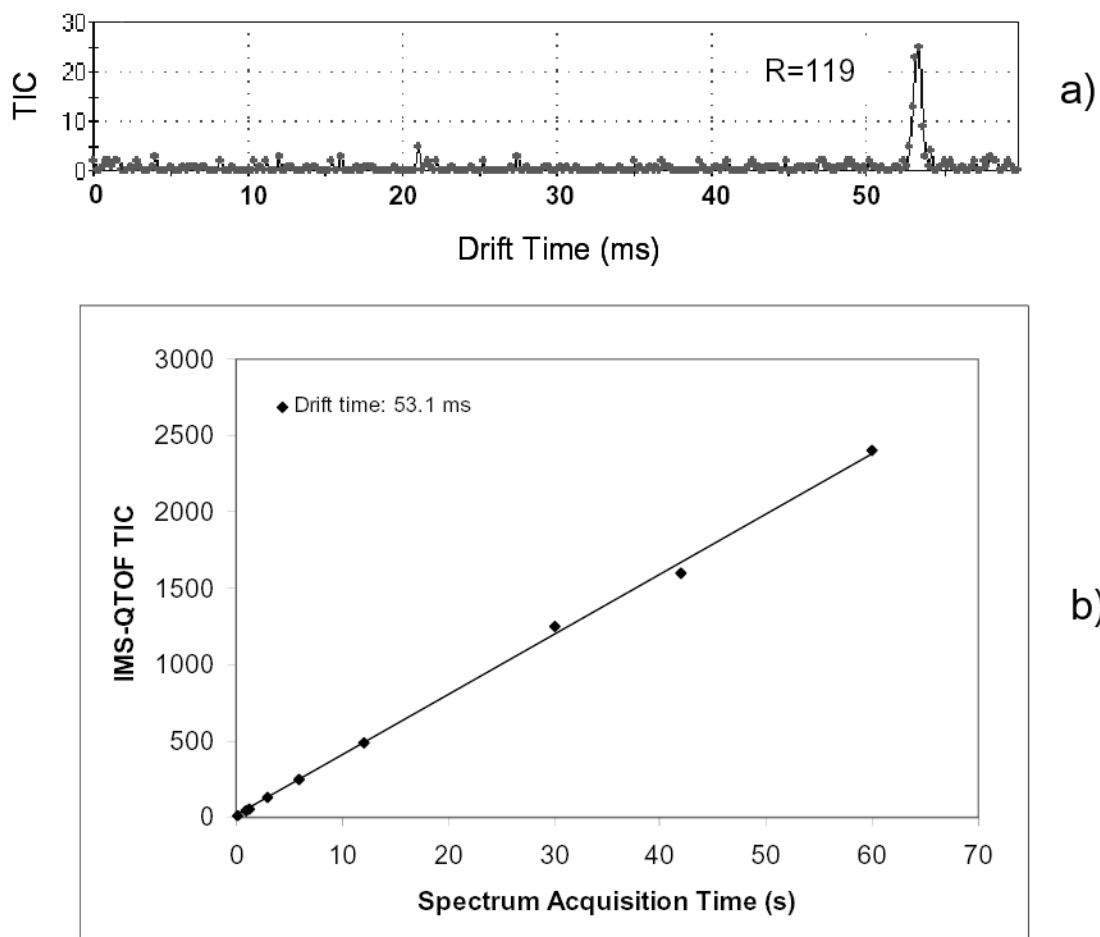 30
20
10
0
TIC
R=119
a)
0 10 20 30 40 50
Drift Time (ms)
3000
2500
2000
1500
1000
500
0
IMS-QTOF TIC
Drift time: 53.1 ms
b)
0 10 20 30 40 50 60 70
Spectrum Acquisition Time (s)